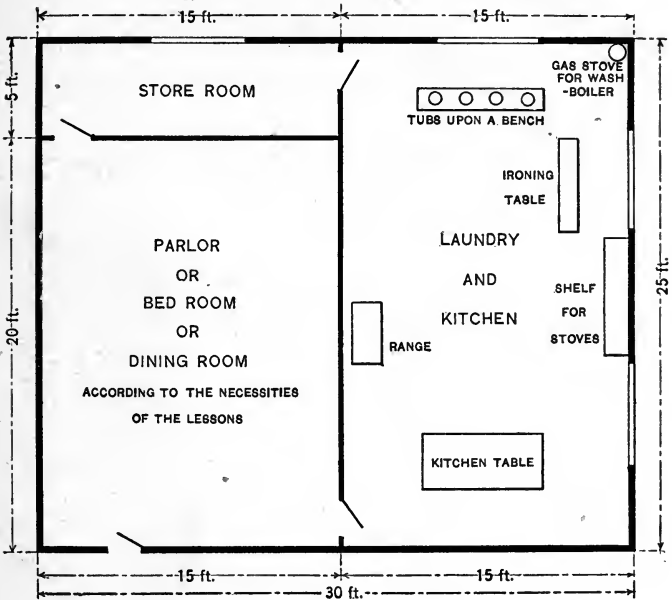 15 ft.
15 ft.
5 ft.
STORE ROOM
GAS STOVE
FOR WASH
-BOILER
TUBS UPON A BENCH
IRONING
TABLE
PARLOR
OR
BED ROOM
OR
DINING ROOM
ACCORDING TO THE NECESSITIES
OF THE LESSONS
20 ft.
LAUNDRY
AND
KITCHEN
SHELF
FOR
STOVES
25 ft.
RANGE
KITCHEN TABLE
15 ft.
15 ft.
30 ft.